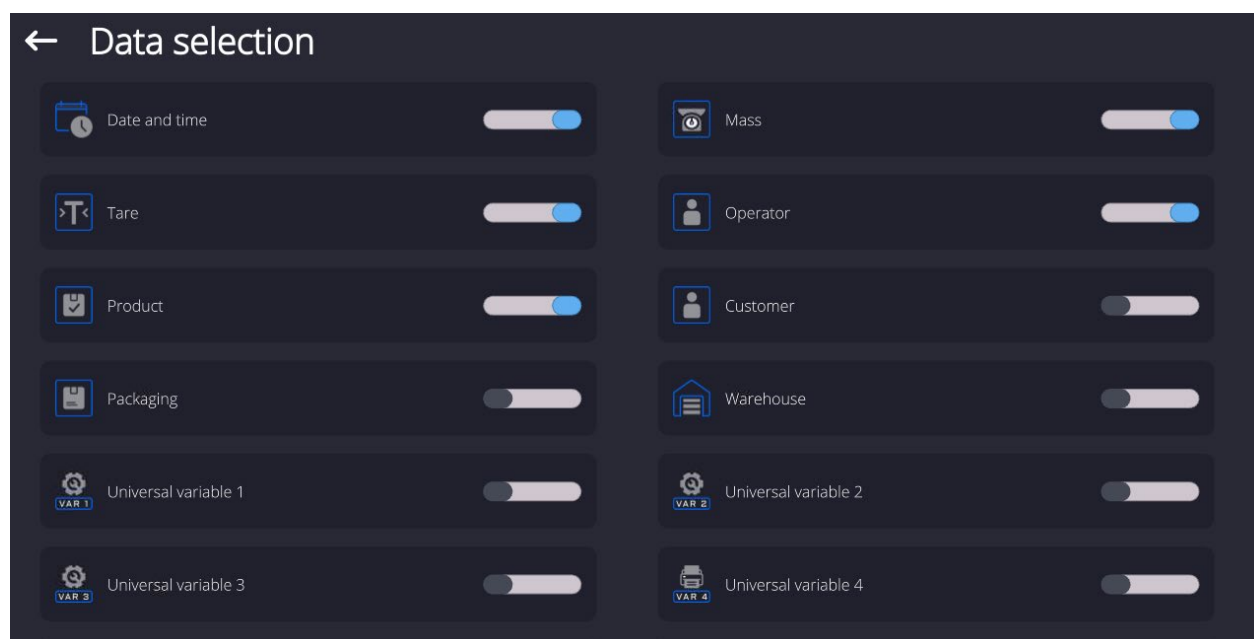 Data selection
Date and time
Mass
>T<
Tare
Operator
Product
Customer
Packaging
Warehouse
VAR 1
Universal variable 1
VAR 2
Universal variable 2
VAR 3
Universal variable 3
VAR 4
Universal variable 4